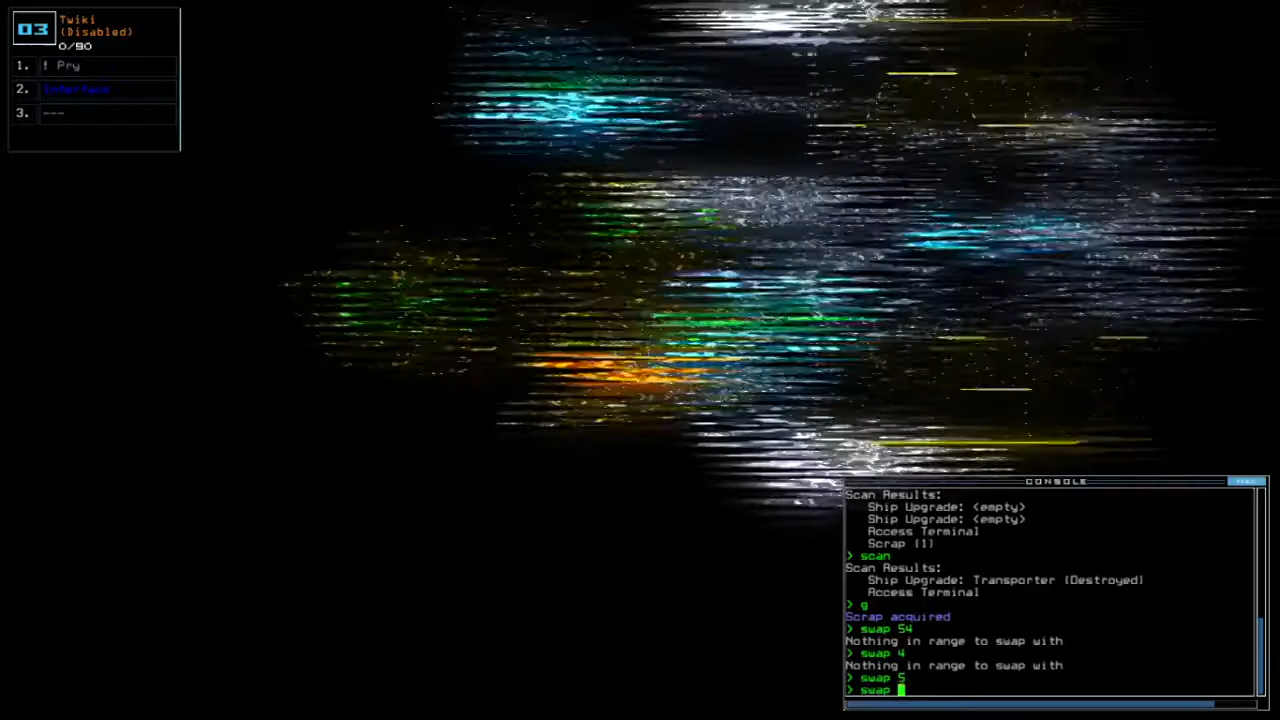 03
Twiki
(Disabled)
0/90
1. ! Pry
2. Interface
3. ---
CONSOLE
Scan Results:
Ship Upgrade: <empty>
Ship Upgrade: <empty>
Access Terminal
Scrap (1)
> scan
Scan Results:
Ship Upgrade: Transporter (Destroyed)
Access Terminal
> g
Scrap acquired
> swap 54
Nothing in range to swap with
> swap 4
Nothing in range to swap with
> swap 5
> swap